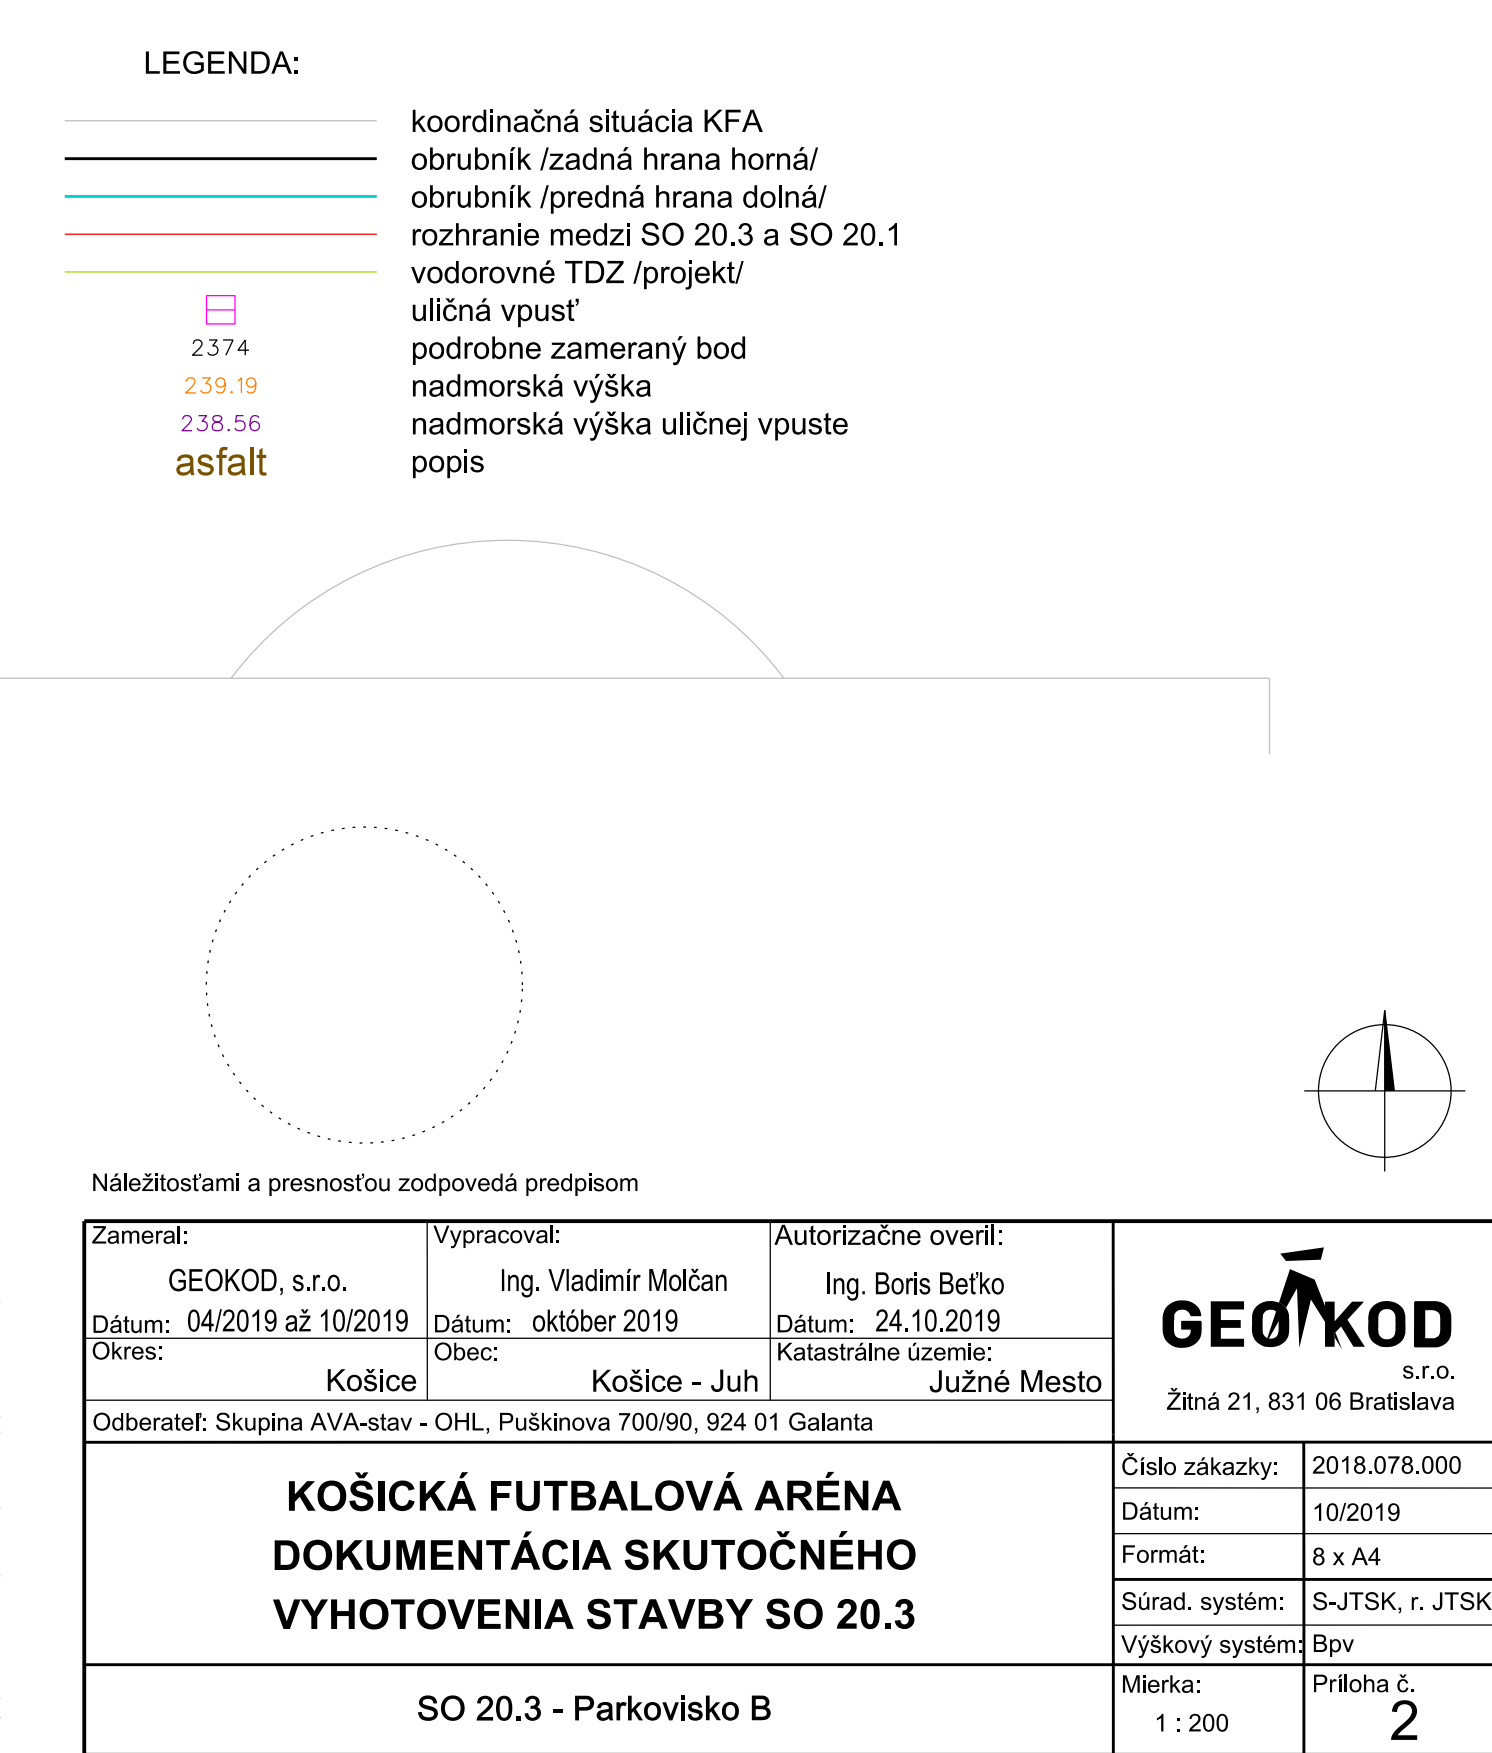 LEGENDA:
koordinačná situácia KFA
obrubník /zadná hrana horná/
obrubník /predná hrana dolná/
rozhranie medzi SO 20.3 a SO 20.1
vodorovné TDZ /projekt/
uličná vpusť
2374 podrobne zameraný bod
239.19 nadmorská výška
238.56 nadmorská výška uličnej vpuste
asfalt popis
Náležitosťami a presnosťou zodpovedá predpisom
Zameral:
GEOKOD, s.r.o.
Dátum: 04/2019 až 10/2019
Vypracoval:
Ing. Vladimír Molčan
Dátum: október 2019
Autorizačne overil:
Ing. Boris Beťko
Dátum: 24.10.2019
Okres:
Košice
Obec:
Košice - Juh
Katastrálne územie:
Južné Mesto
Odberateľ: Skupina AVA-stav - OHL, Puškinova 700/90, 924 01 Galanta
GEOKOD
s.r.o.
Žitná 21, 831 06 Bratislava
KOŠICKÁ FUTBALOVÁ ARÉNA
DOKUMENTÁCIA SKUTOČNÉHO
VYHOTOVENIA STAVBY SO 20.3
SO 20.3 - Parkovisko B
Číslo zákazky: 2018.078.000
Dátum: 10/2019
Formát: 8 x A4
Súrad. systém: S-JTSK, r. JTSK
Výškový systém: Bpv
Mierka:
1 : 200
Príloha č.
2